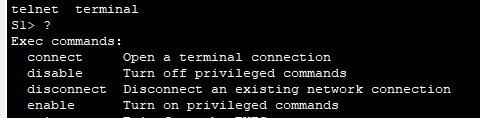 telnet  terminal
S1> ?
Exec commands:
  connect     Open a terminal connection
  disable     Turn off privileged commands
  disconnect  Disconnect an existing network connection
  enable      Turn on privileged commands